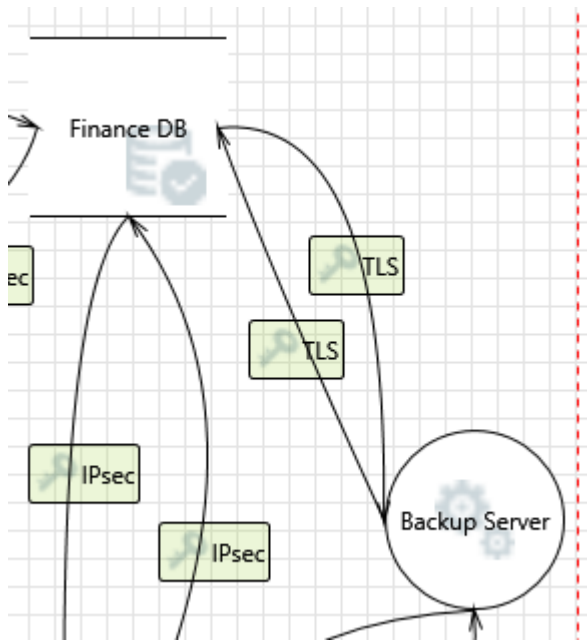 Finance DB
TLS
ec
TLS
IPsec
IPsec
Backup Server